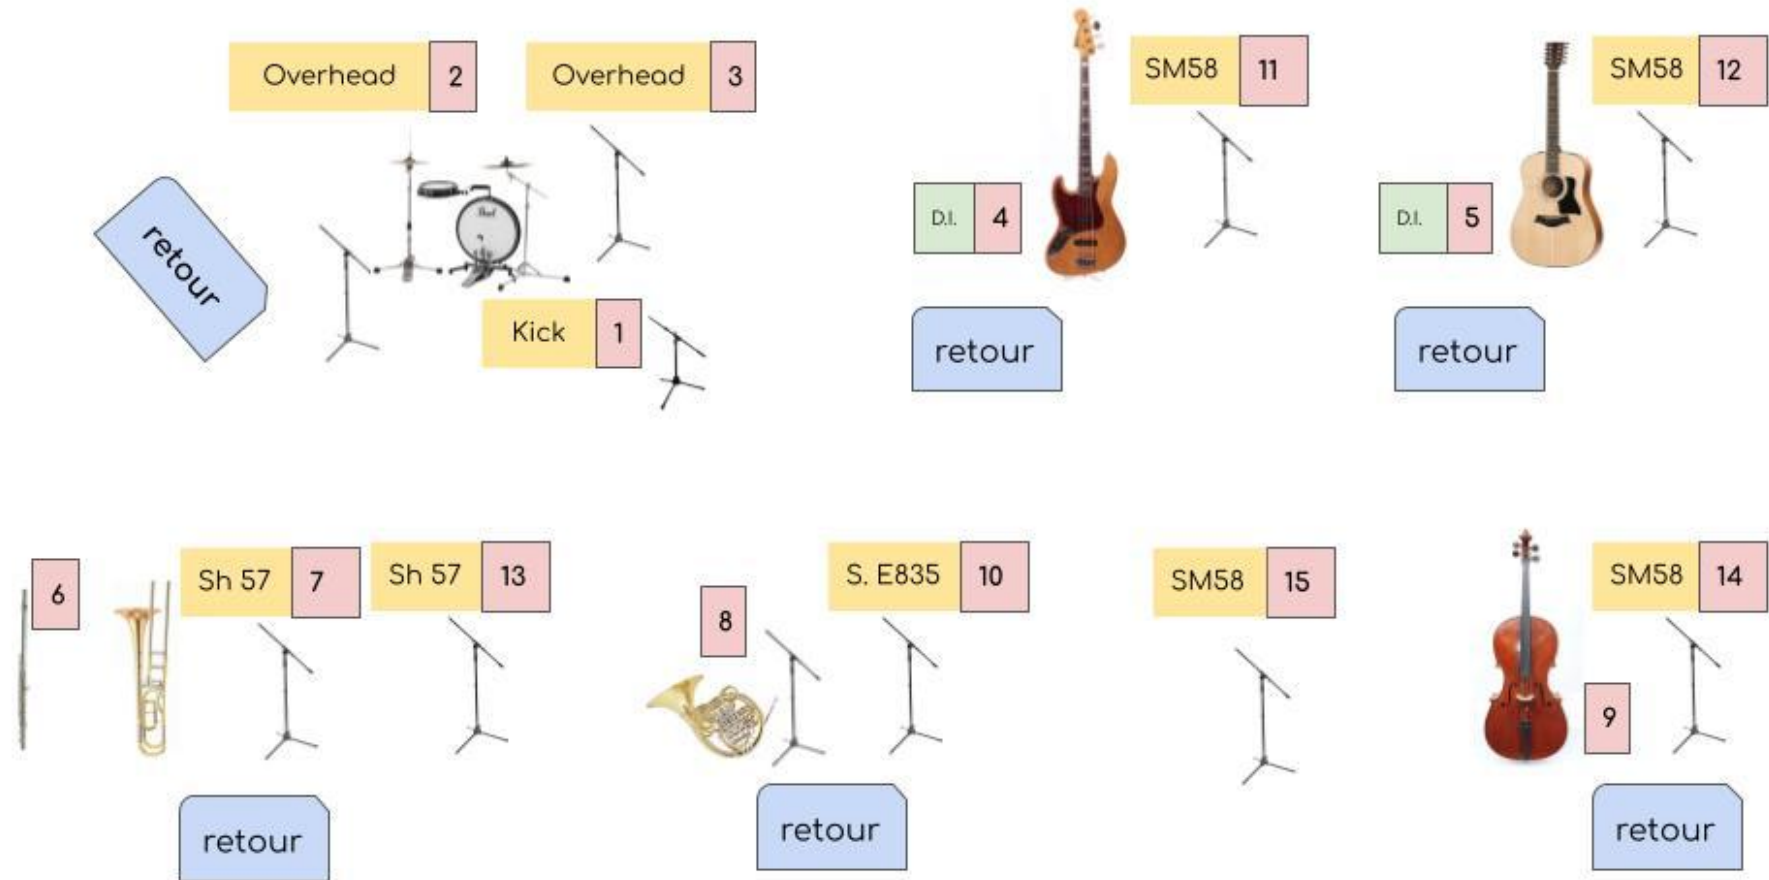 Overhead 2
Overhead 3
SM58 11
SM58 12
D.I. 4
D.I. 5
retour
Kick 1
retour
retour
6
Sh 57 7
Sh 57 13
8
S. E835 10
SM58 15
SM58 14
9
retour
retour
retour